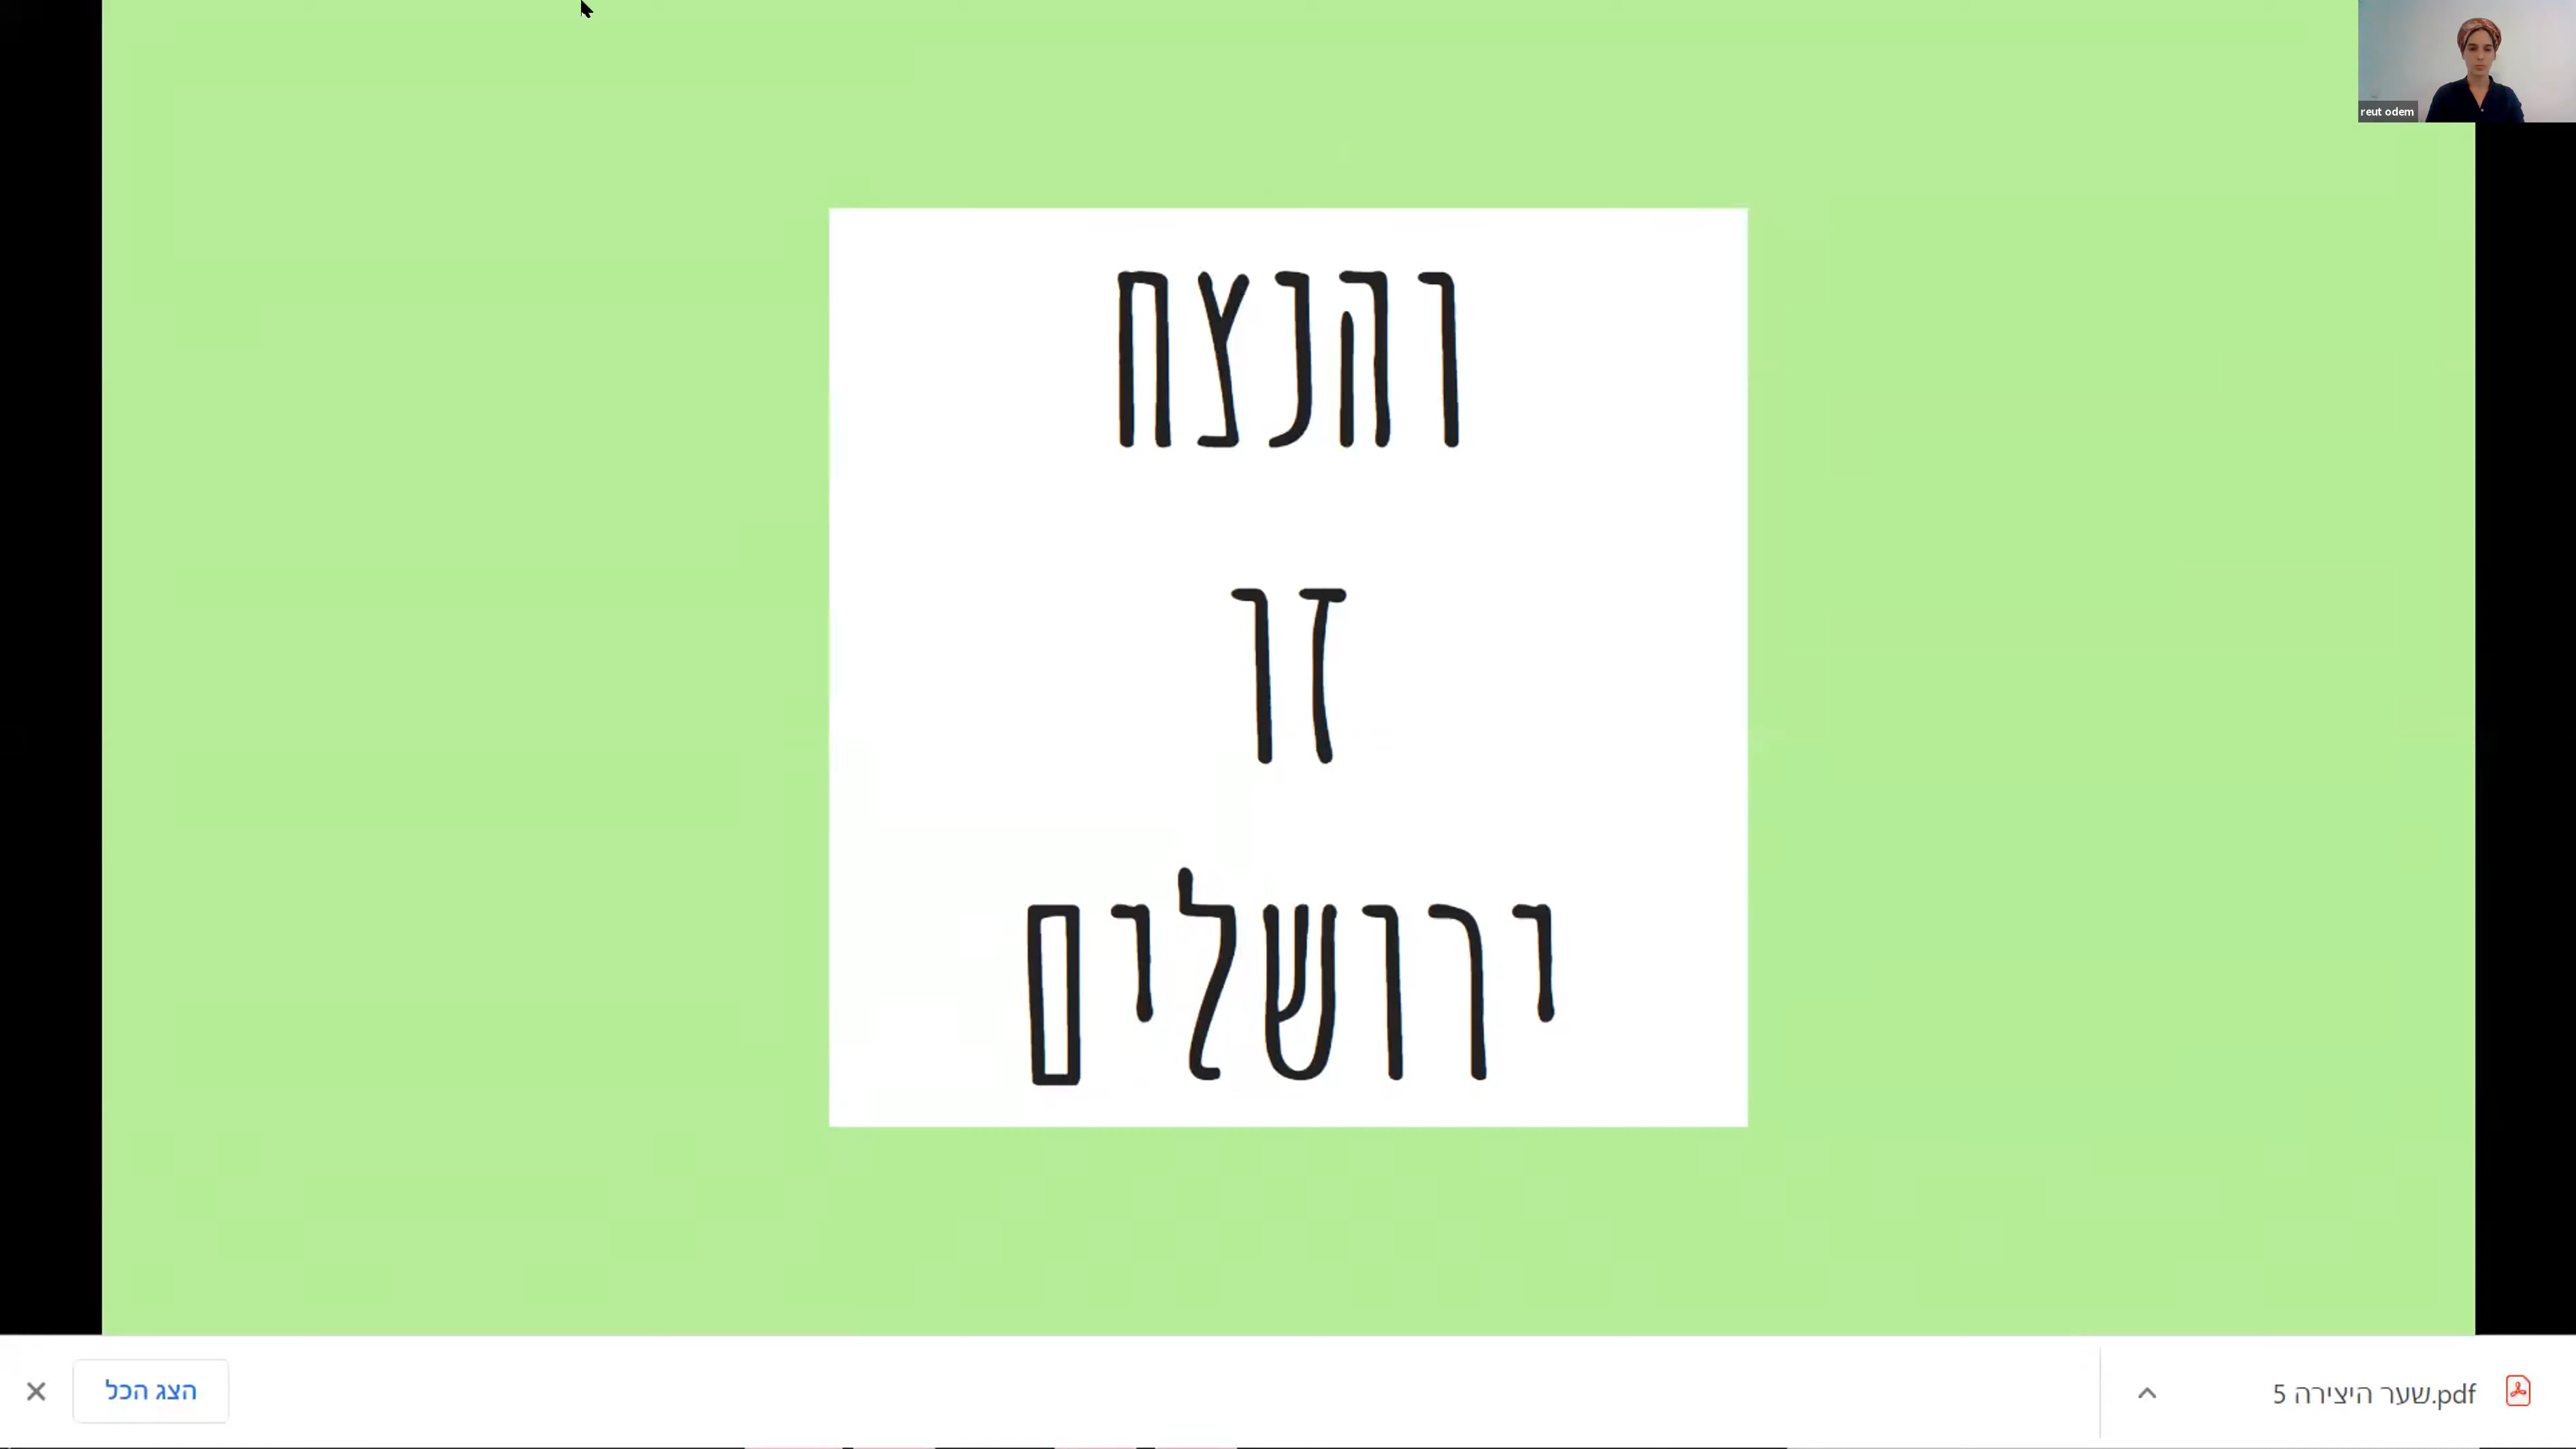 reut odem
והנצח
זו
ירושלים
שער היצירה 5.pdf
הצג הכל